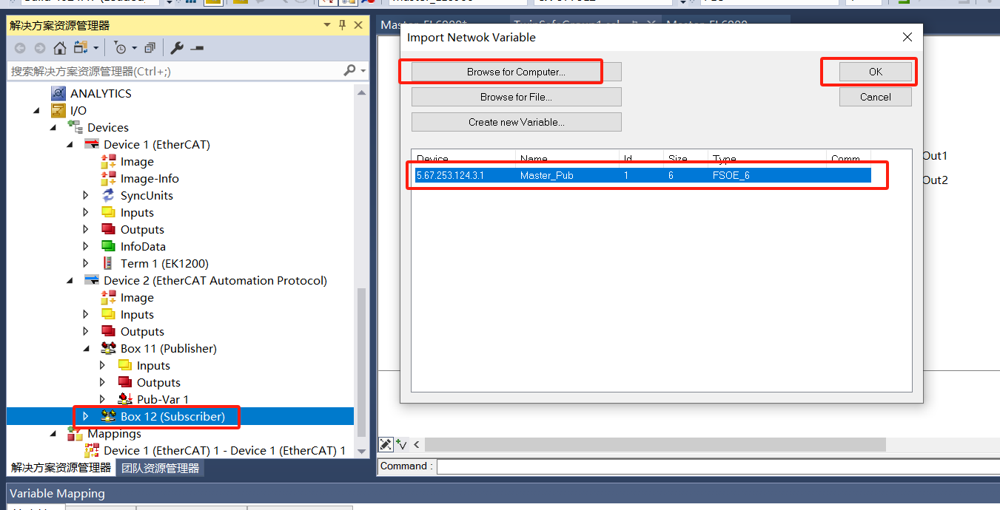 解决方案资源管理器
搜索解决方案资源管理器(Ctrl+;)
ANALYTICS
I/O
Devices
Device 1 (EtherCAT)
Image
Image-Info
SyncUnits
Inputs
Outputs
InfoData
Term 1 (EK1200)
Device 2 (EtherCAT Automation Protocol)
Image
Inputs
Outputs
Box 11 (Publisher)
Inputs
Outputs
Pub-Var 1
Box 12 (Subscriber)
Mappings
Device 1 (EtherCAT) 1 - Device 1 (EtherCAT) 1
解决方案资源管理器 团队资源管理器
Variable Mapping
Import Netwok Variable
Browse for Computer... OK
Browse for File... Cancel
Create new Variable...
Device Name Id Size Type Comm
5.67.253.124.3.1 Master_Pub 1 6 FSOE_6
Out1
Out2
Command :